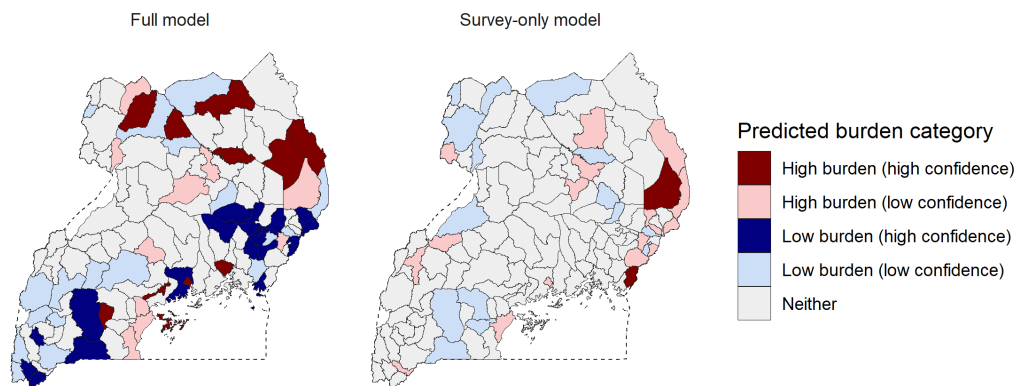 Full model
Survey-only model
Predicted burden category
High burden (high confidence)
High burden (low confidence)
Low burden (high confidence)
Low burden (low confidence)
Neither